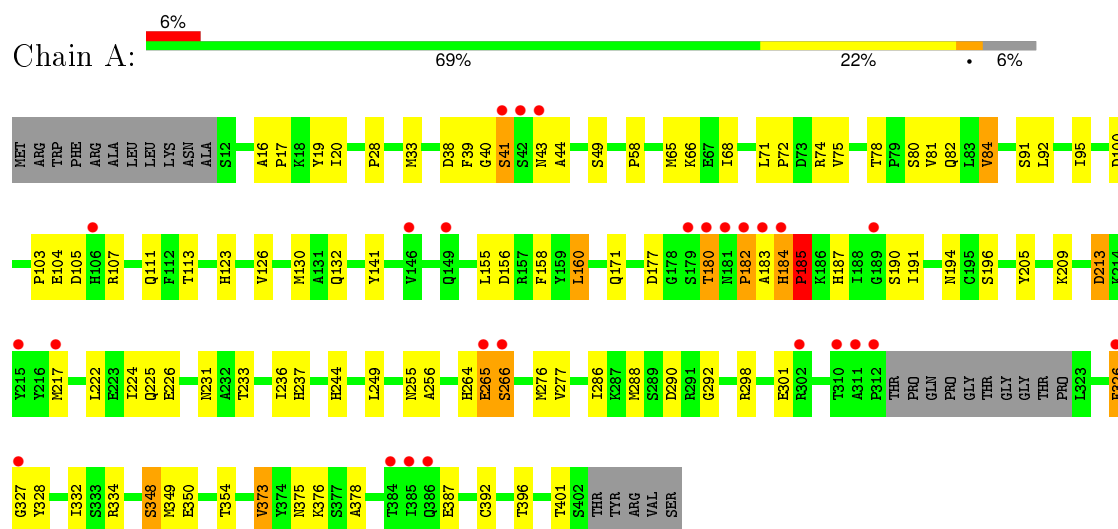 6%
Chain A:
69% 22% • 6%
MET ARG TRP PHE ARG ALA LEU LEU LYS ASN ALA S12 A16 P17 K18 Y19 I20 P28 M33 D38 F39 G40 S41 S42 N43 A44 S49 P58 M65 K66 E67 I68 L71 P72 D73 R74 V75 T78 P79 S80 V81 Q82 L83 V84 S91 L92 I95 D100
P103 E104 D105 H106 R107 Q111 F112 T113 H123 V126 M130 A131 Q132 Y141 V146 Q149 L155 D156 R157 F158 Y159 L160 Q171 D177 G178 S179 T180 N181 P182 A183 H184 P185 K186 H187 I188 G189 S190 I191 N194 C195 S196 Y205 K209 D213 K214
Y215 Y216 M217 L222 E223 I224 Q225 E226 N231 A232 T233 I236 H237 H244 L249 N255 A256 H264 E265 S266 M276 V277 I286 K287 M288 S289 D290 R291 G292 R298 E301 R302 T310 A311 P312 THR PRO GLN PRO GLY THR GLY GLY THR PRO L323
G327 Y328 I332 S333 R334 S348 M349 E350 T354 V373 Y374 N375 K376 S377 A378 T384 I385 Q386 E387 C392 T396 T401 S402 THR TYR ARG VAL SER